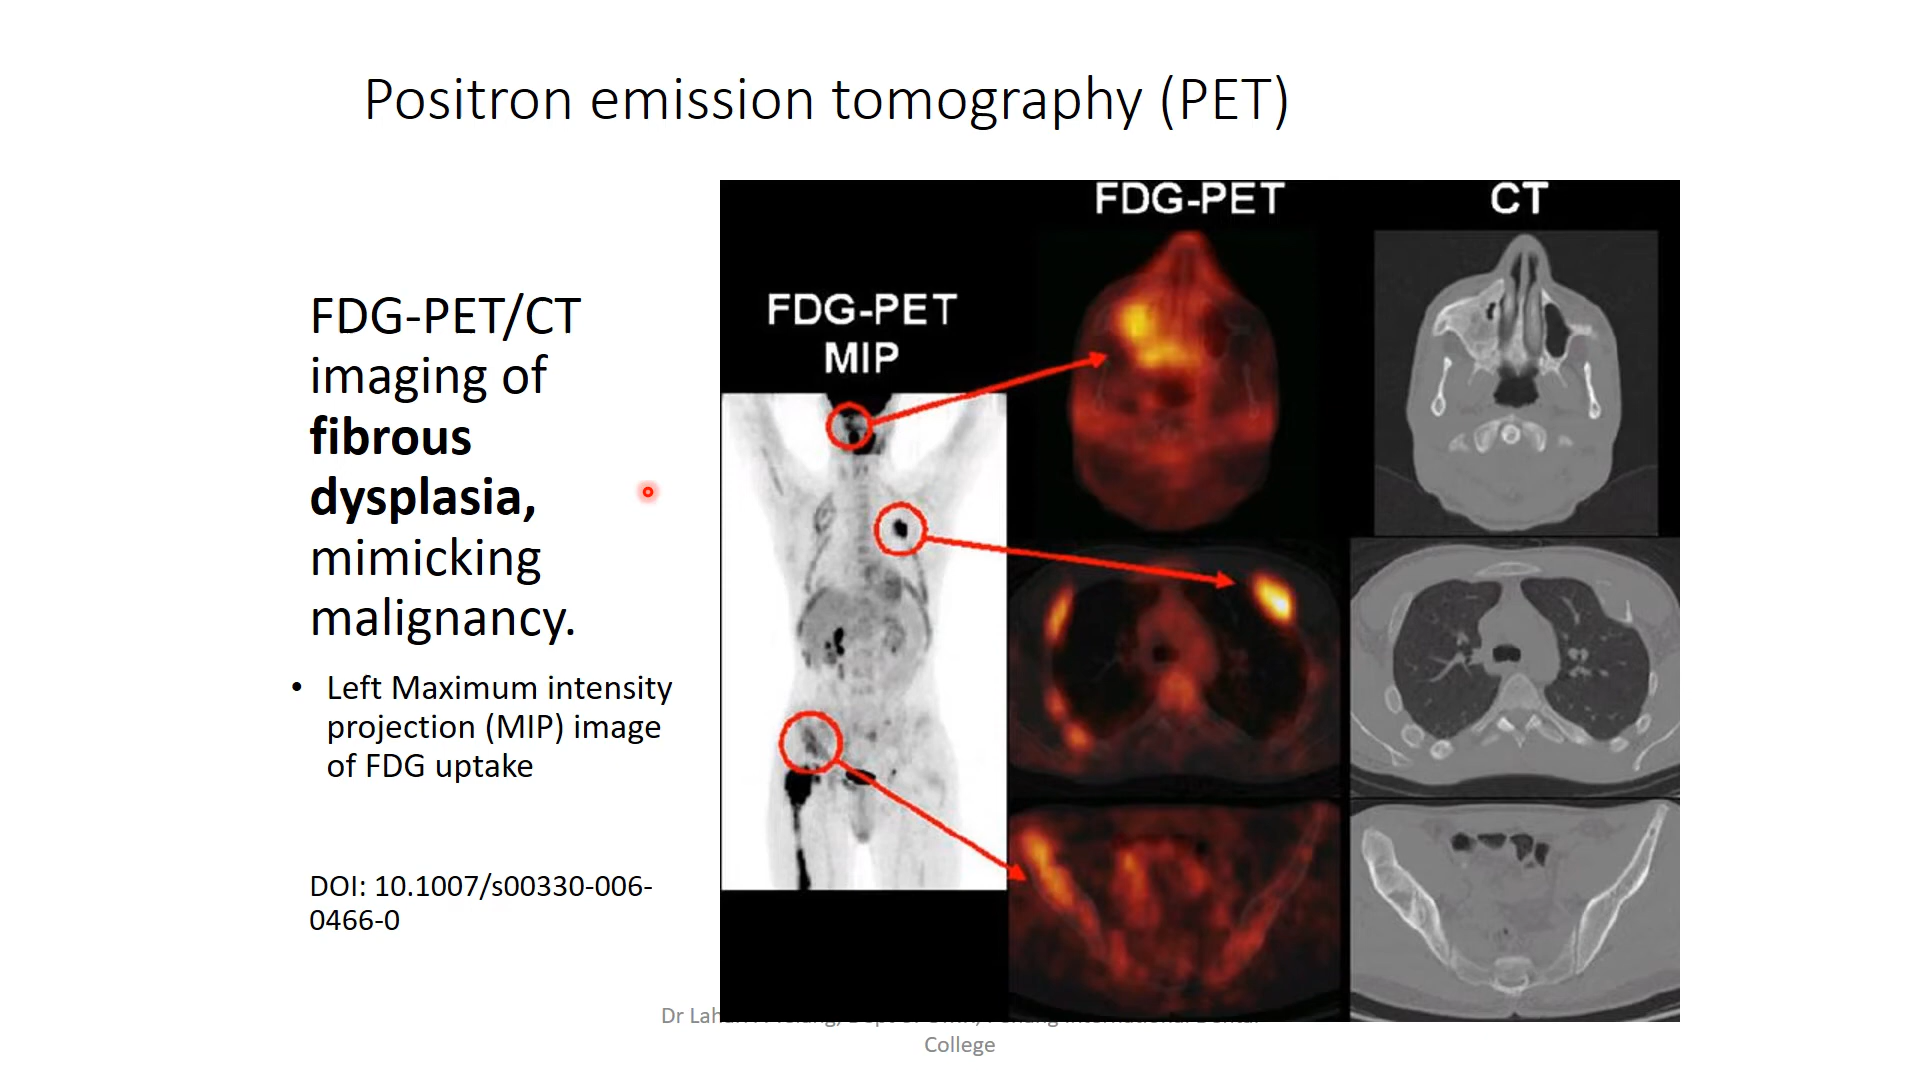 Positron emission tomography (PET)
FDG-PET/CT
imaging of
fibrous
dysplasia,
mimicking
malignancy.
• Left Maximum intensity
projection (MIP) image
of FDG uptake
DOI: 10.1007/s00330-006-
0466-0
FDG-PET
MIP
FDG-PET
CT
Dr
College